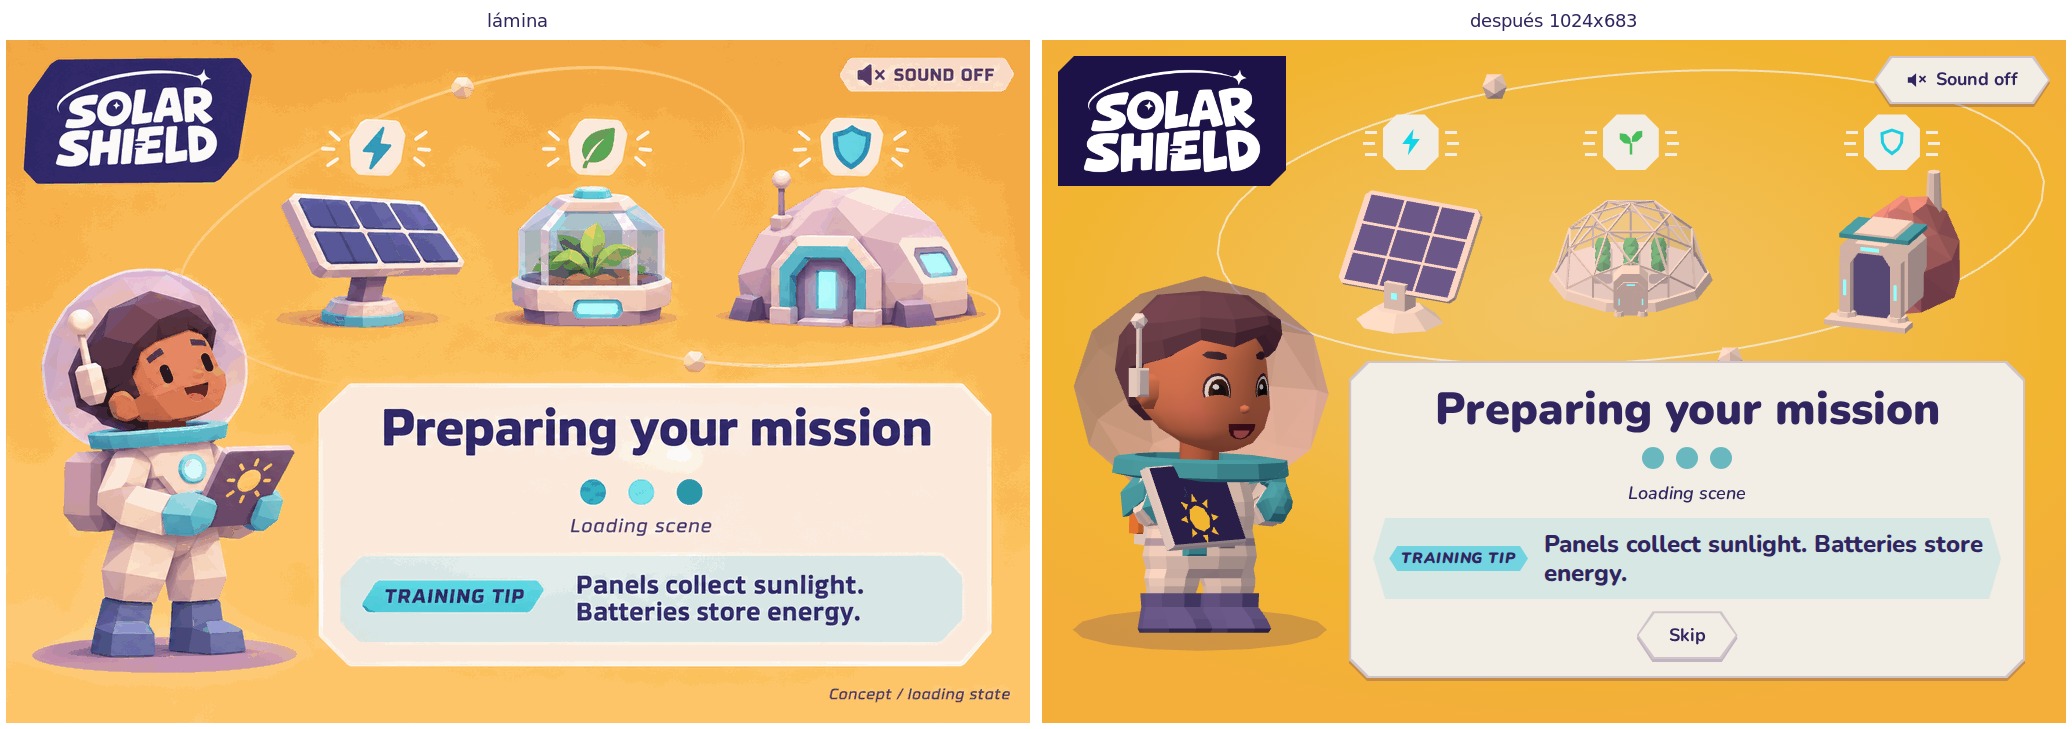 lámina
después 1024x683
SOLAR
SHIELD
SOUND OFF
Preparing your mission
Loading scene
TRAINING TIP
Panels collect sunlight.
Batteries store energy.
Concept / loading state
SOLAR
SHIELD
Sound off
Preparing your mission
Loading scene
TRAINING TIP
Panels collect sunlight. Batteries store
energy.
Skip